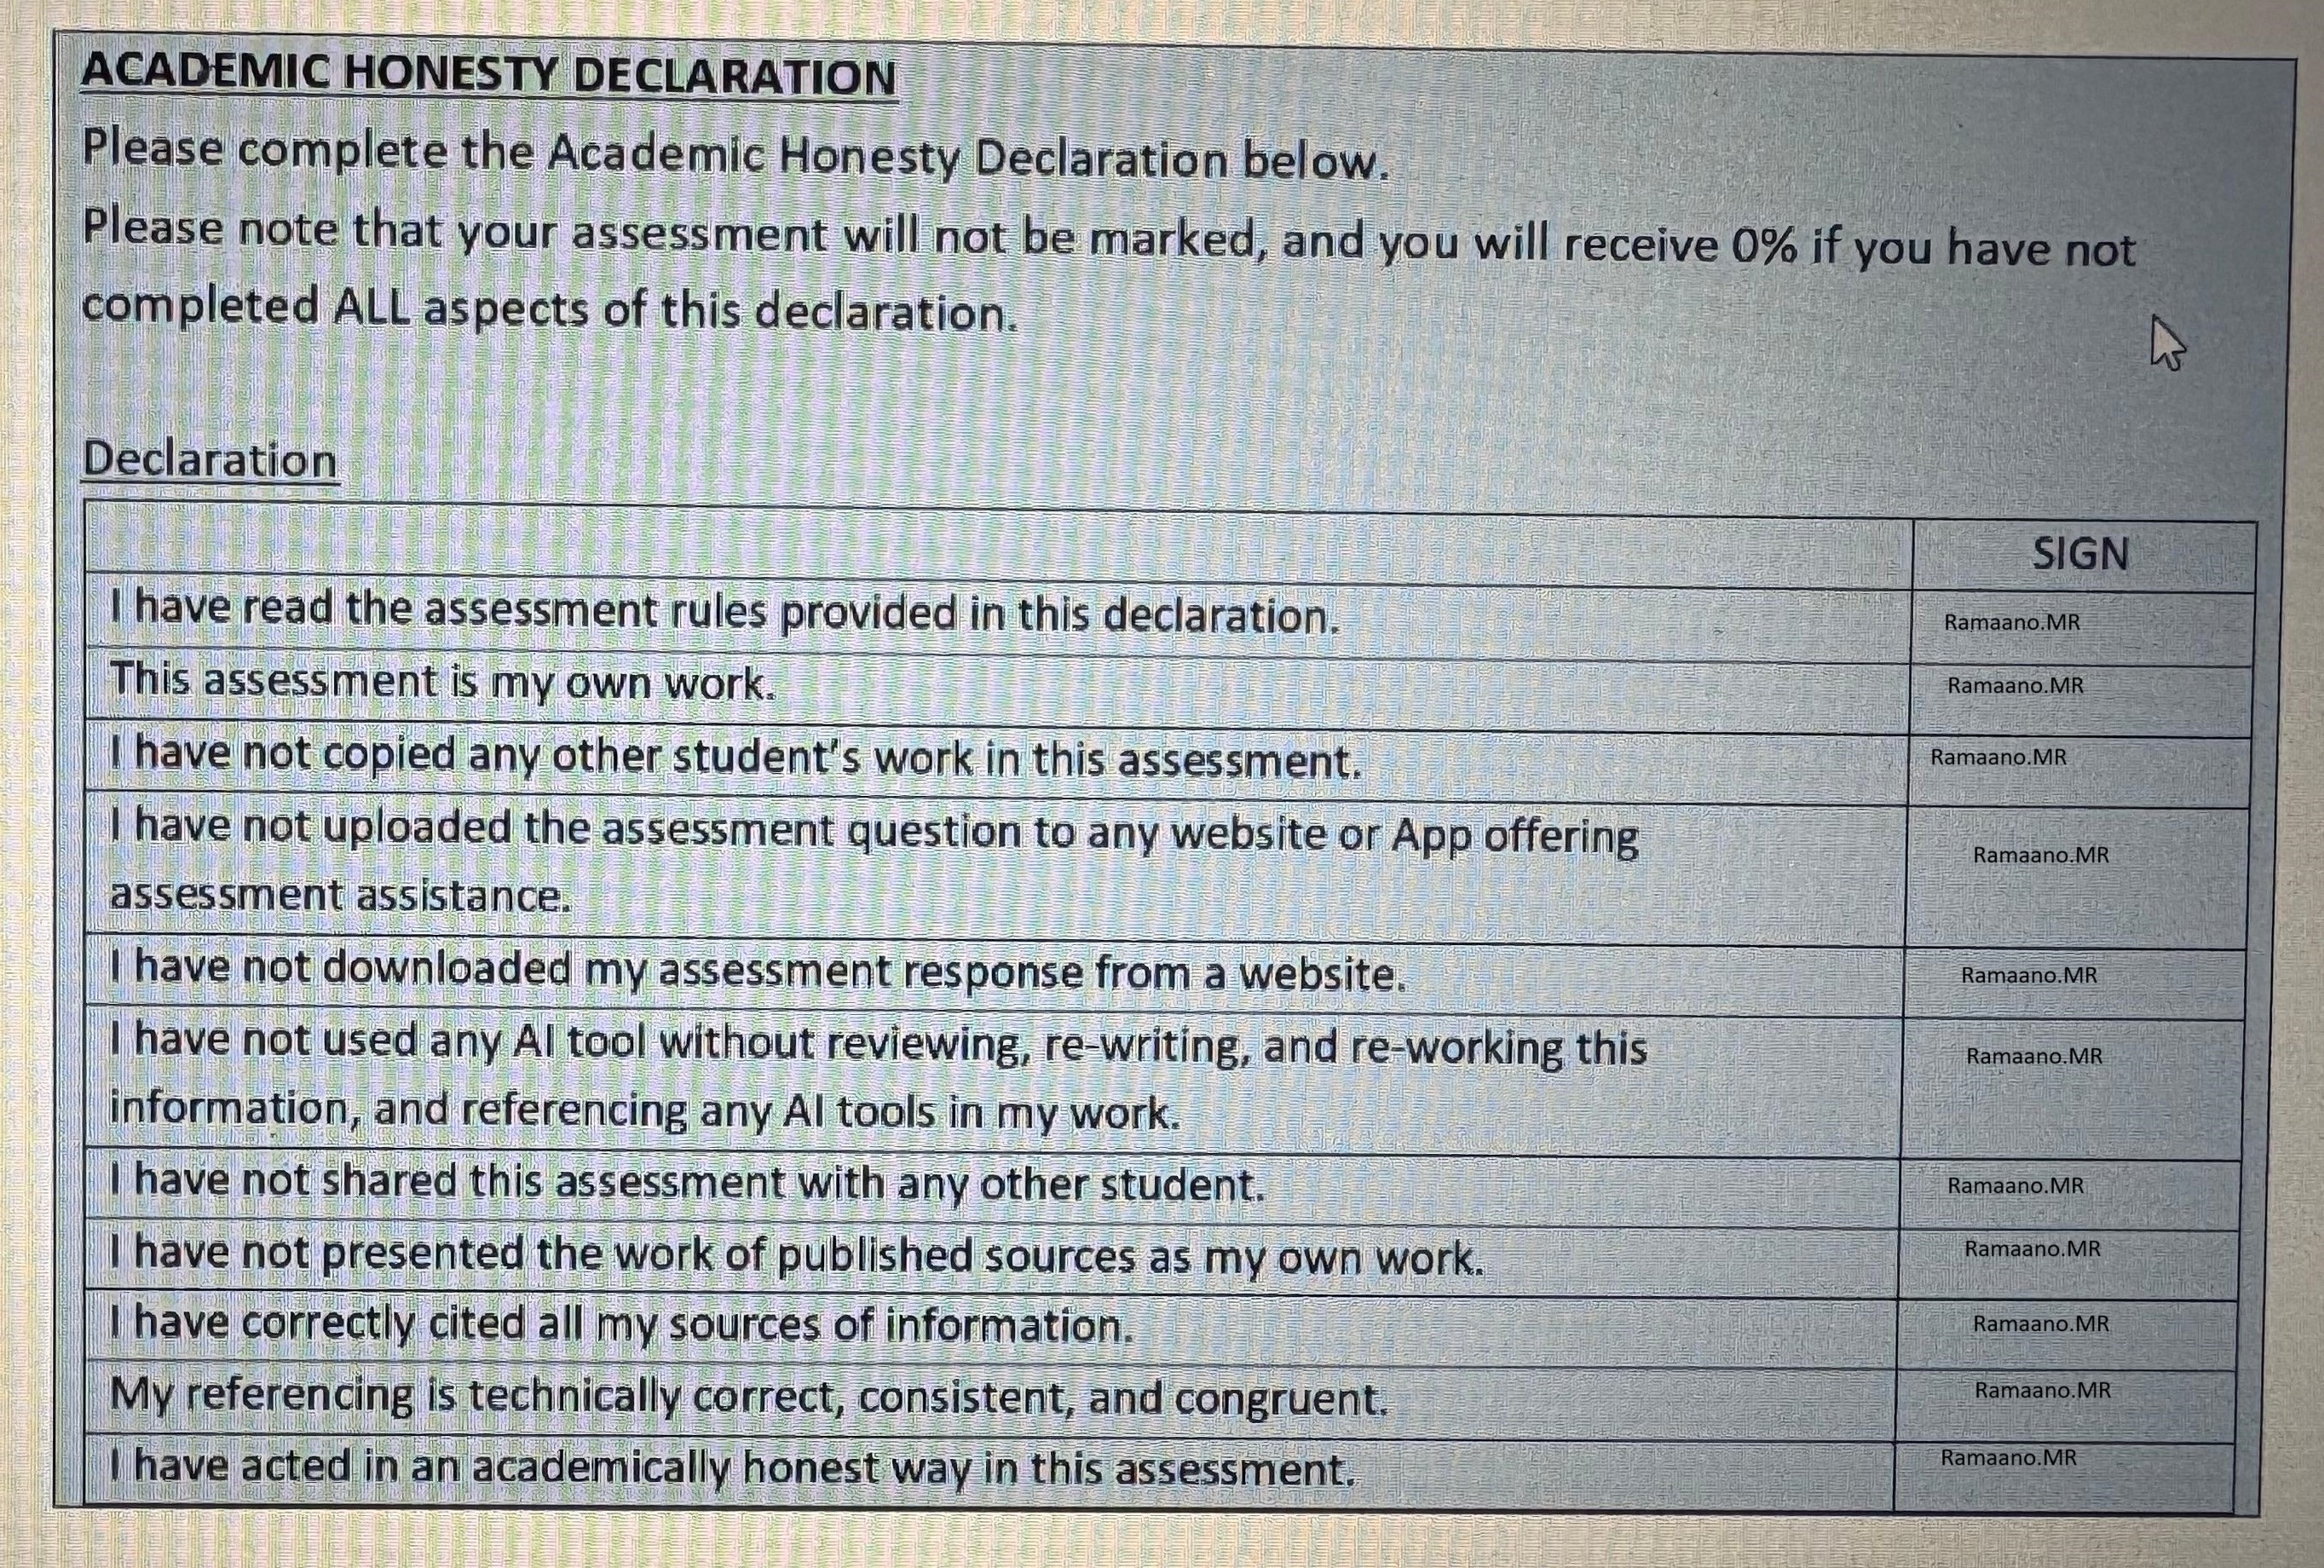 ACADEMIC HONESTY DECLARATION
Please complete the Academic Honesty Declaration below.
Please note that your assessment will not be marked, and you will receive 0% if you have not
completed ALL aspects of this declaration.
Declaration
SIGN
I have read the assessment rules provided in this declaration. Ramaano.MR
This assessment is my own work. Ramaano.MR
I have not copied any other student's work in this assessment. Ramaano.MR
I have not uploaded the assessment question to any website or App offering
assessment assistance. Ramaano.MR
I have not downloaded my assessment response from a website. Ramaano.MR
I have not used any AI tool without reviewing, re-writing, and re-working this Ramaano.MR
information, and referencing any AI tools in my work.
I have not shared this assessment with any other student. Ramaano.MR
I have not presented the work of published sources as my own work. Ramaano.MR
I have correctly cited all my sources of information. Ramaano.MR
My referencing is technically correct, consistent, and congruent. Ramaano.MR
I have acted in an academically honest way in this assessment. Ramaano.MR